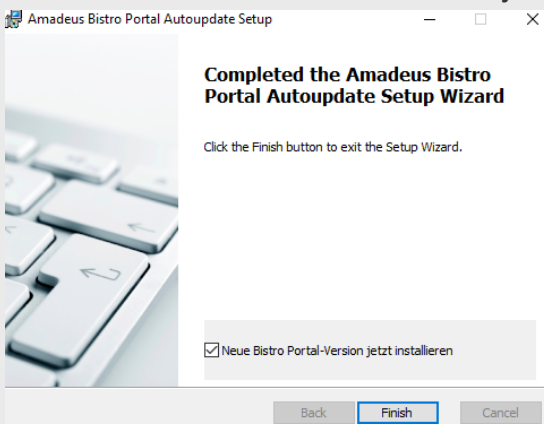 Amadeus Bistro Portal Autoupdate Setup
Completed the Amadeus Bistro
Portal Autoupdate Setup Wizard
Click the Finish button to exit the Setup Wizard.
Neue Bistro Portal-Version jetzt installieren
Back Finish Cancel